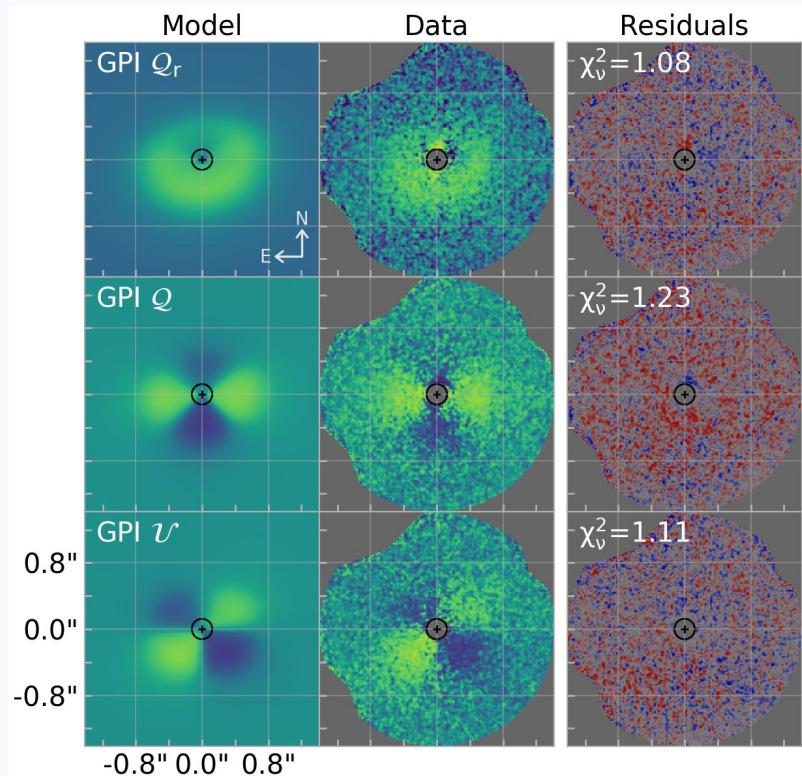 Model Data Residuals
GPI 𝒬r χ²ν=1.08
N
E
GPI 𝒬 χ²ν=1.23
GPI 𝒰 χ²ν=1.11
0.8"
0.0"
-0.8"
-0.8" 0.0" 0.8"